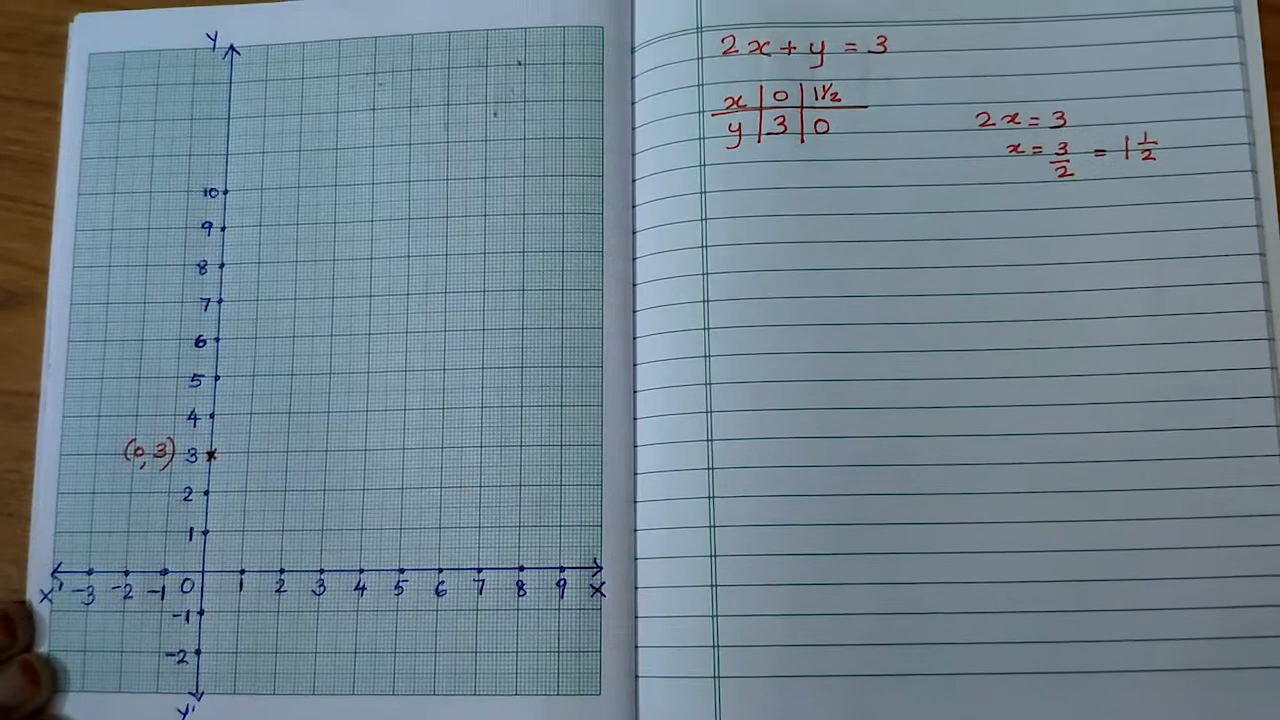 Y
10
9
8
7
6
5
4
(0,3) 3
2
1
X' -3 -2 -1 0 1 2 3 4 5 6 7 8 9 X
-1
-2
Y'
2x + y = 3
x 0 1½
y 3 0
2x = 3
x = 3/2 = 1 1/2